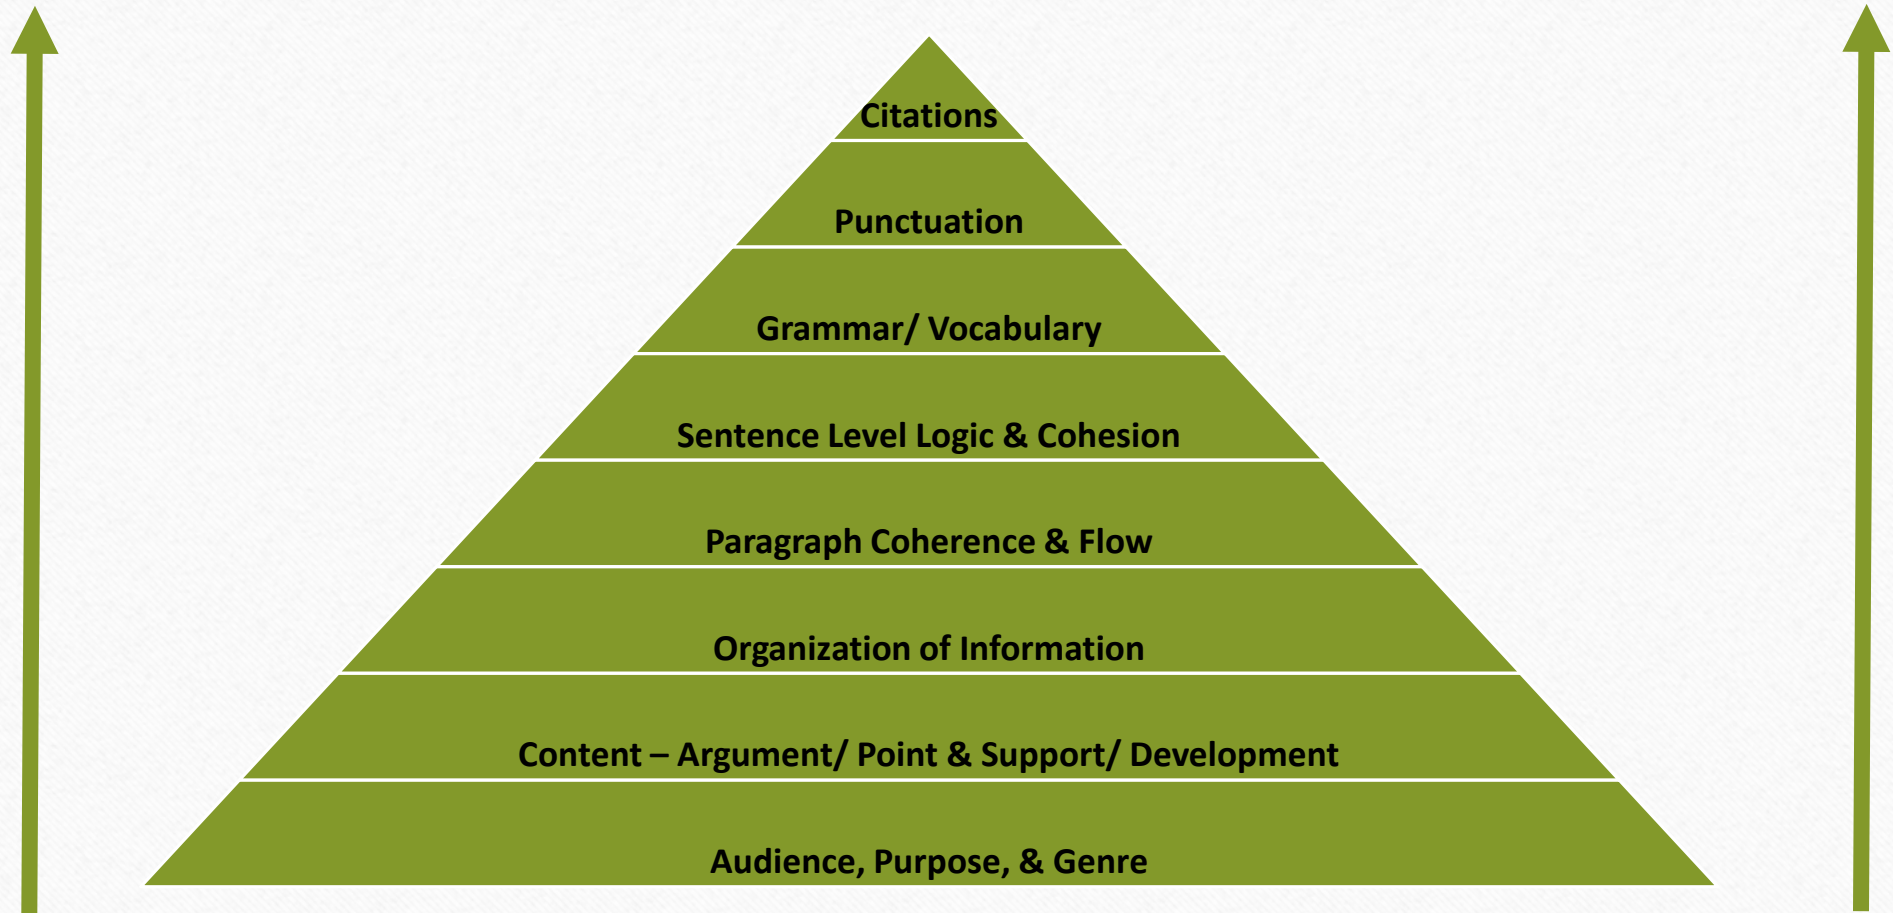 Citations
Punctuation
Grammar/ Vocabulary
Sentence Level Logic & Cohesion
Paragraph Coherence & Flow
Organization of Information
Content – Argument/ Point & Support/ Development
Audience, Purpose, & Genre